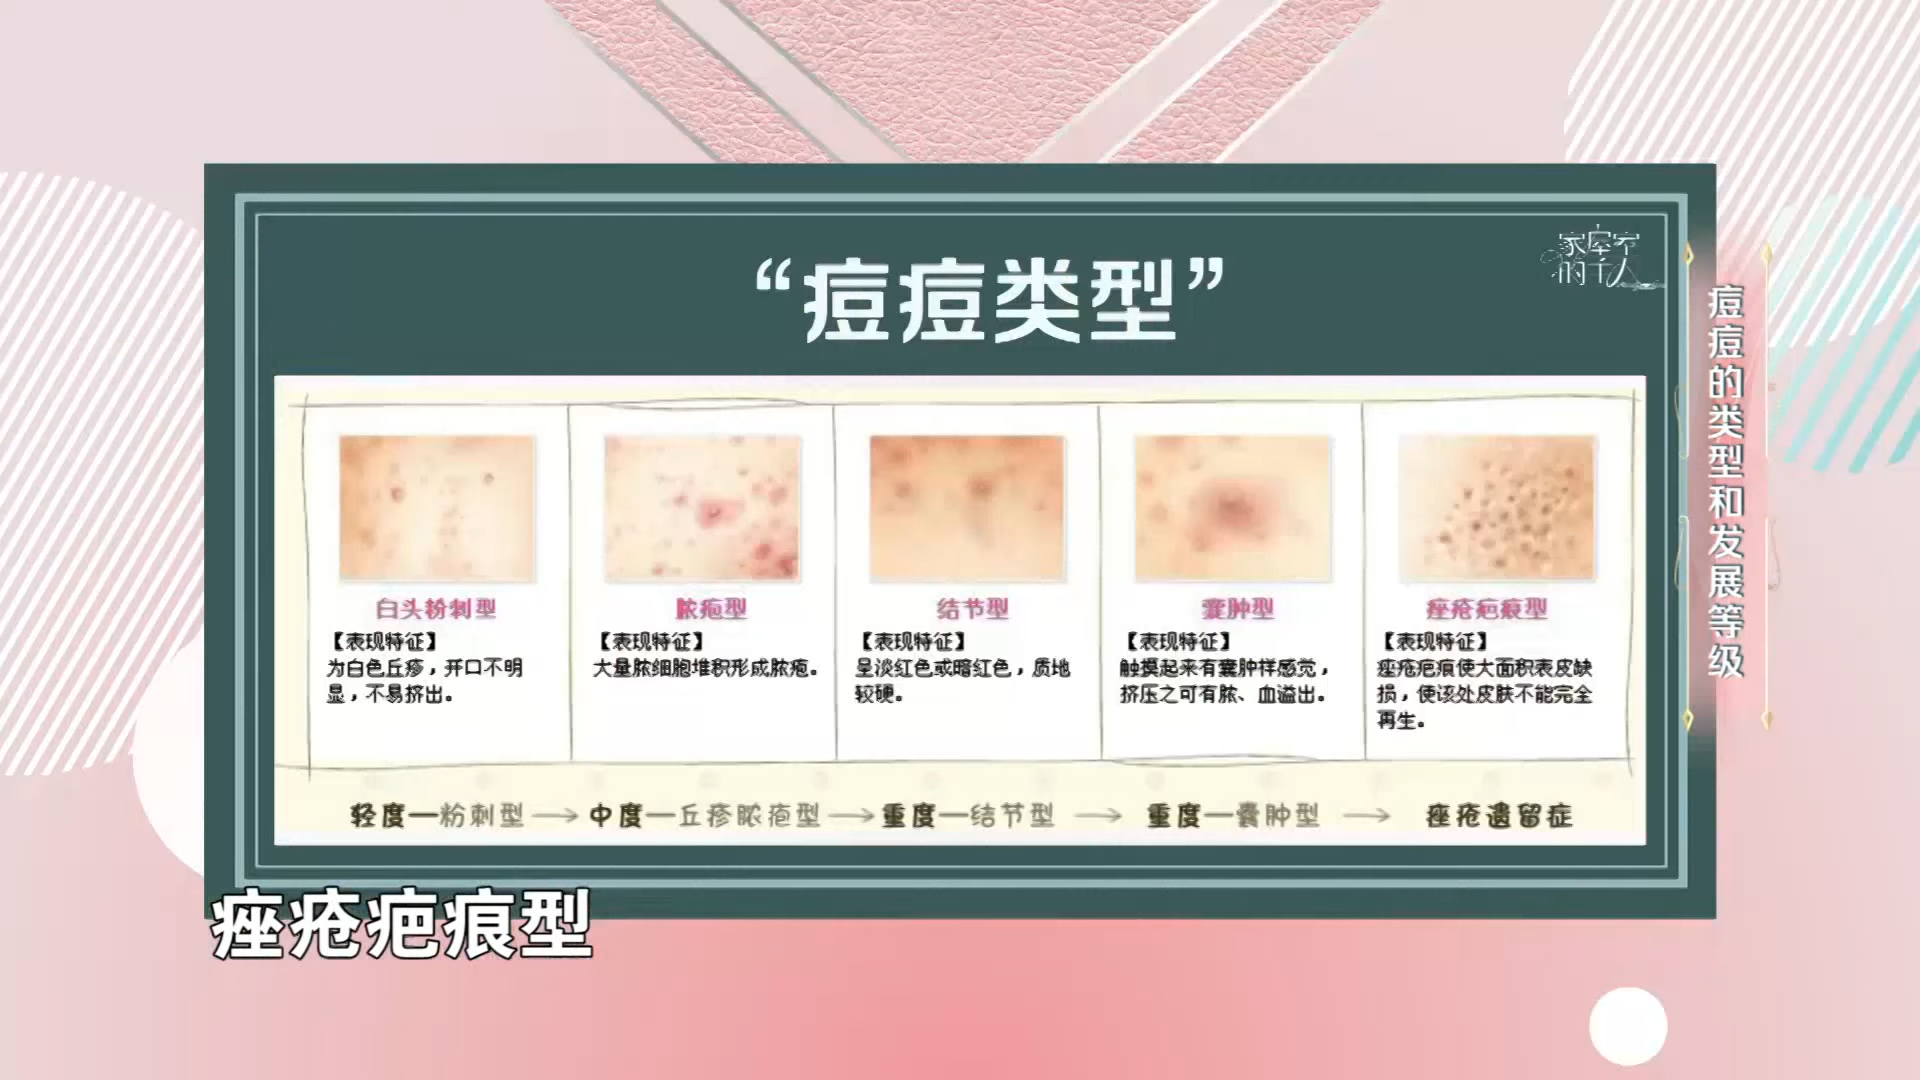 “痘痘类型”
痘痘的类型和发展等级
白头粉刺型
【表现特征】
为白色丘疹，开口不明
显，不易挤出。
脓疱型
【表现特征】
大量脓细胞堆积形成脓疱。
结节型
【表现特征】
呈淡红色或暗红色，质地
较硬。
囊肿型
【表现特征】
触摸起来有囊肿样感觉，
挤压之可有脓、血溢出。
痤疮疤痕型
【表现特征】
痤疮疤痕使大面积表皮缺
损，使该处皮肤不能完全
再生。
轻度—粉刺型→中度—丘疹脓疱型→重度—结节型→重度—囊肿型→痤疮遗留症
痤疮疤痕型